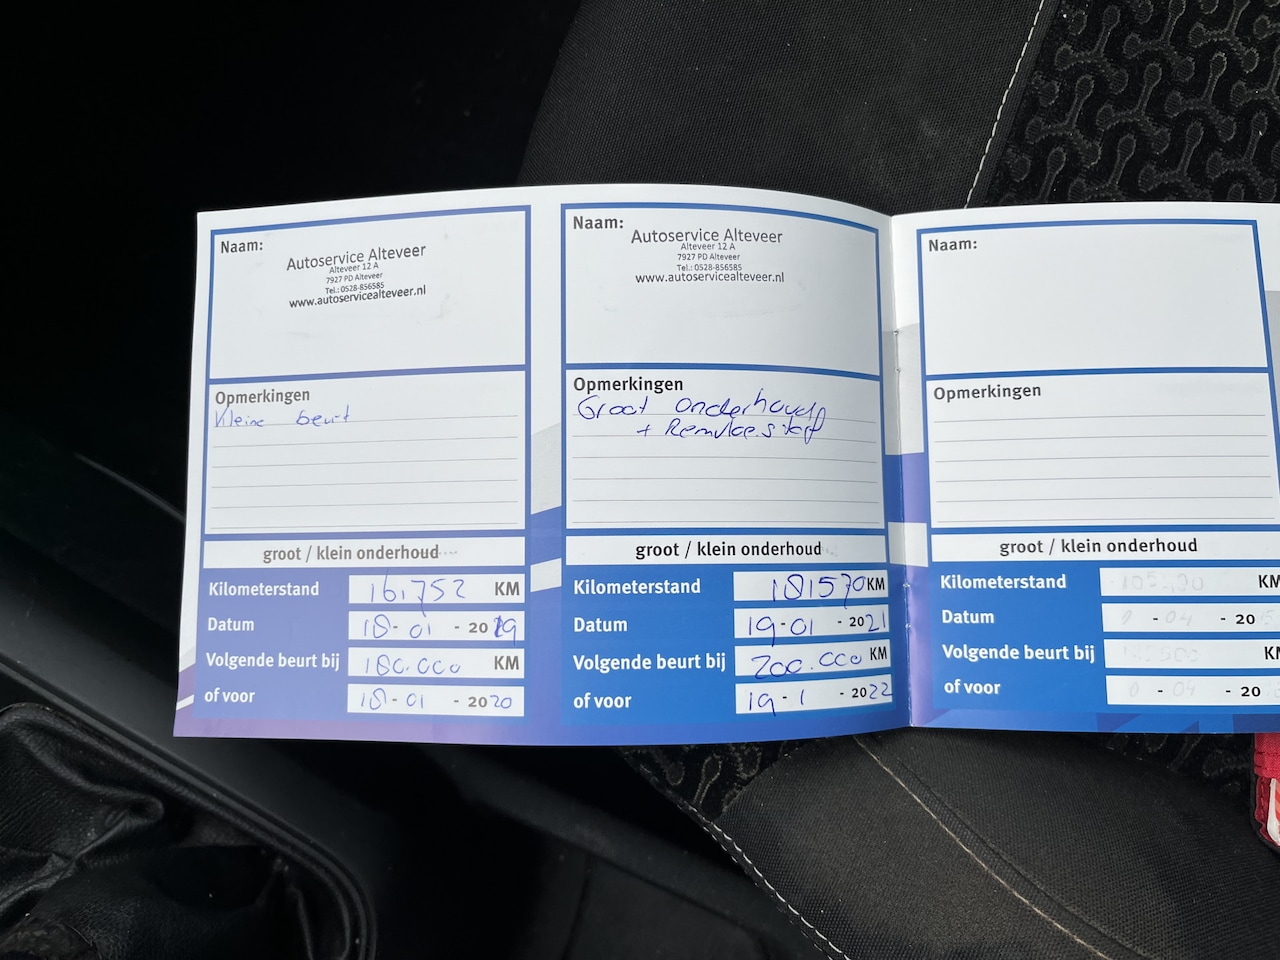 Naam:
Autoservice Alteveer
Alteveer 12 A
7927 PD Alteveer
Tel.: 0528-856585
www.autoservicealteveer.nl
Opmerkingen
Kleine beurt
groot / klein onderhoud
Kilometerstand 161.752 KM
Datum 18-01 - 2019
Volgende beurt bij 180.000 KM
of voor 18-01 - 2020
Naam:
Autoservice Alteveer
Alteveer 12 A
7927 PD Alteveer
Tel.: 0528-856585
www.autoservicealteveer.nl
Opmerkingen
Groot onderhoud
+ Remvloeistof
groot / klein onderhoud
Kilometerstand 181570 KM
Datum 19-01 - 2021
Volgende beurt bij 200.000 KM
of voor 19-1 - 2022
Naam:
Opmerkingen
groot / klein onderhoud
Kilometerstand KM
Datum - - 20
Volgende beurt bij KM
of voor - - 20